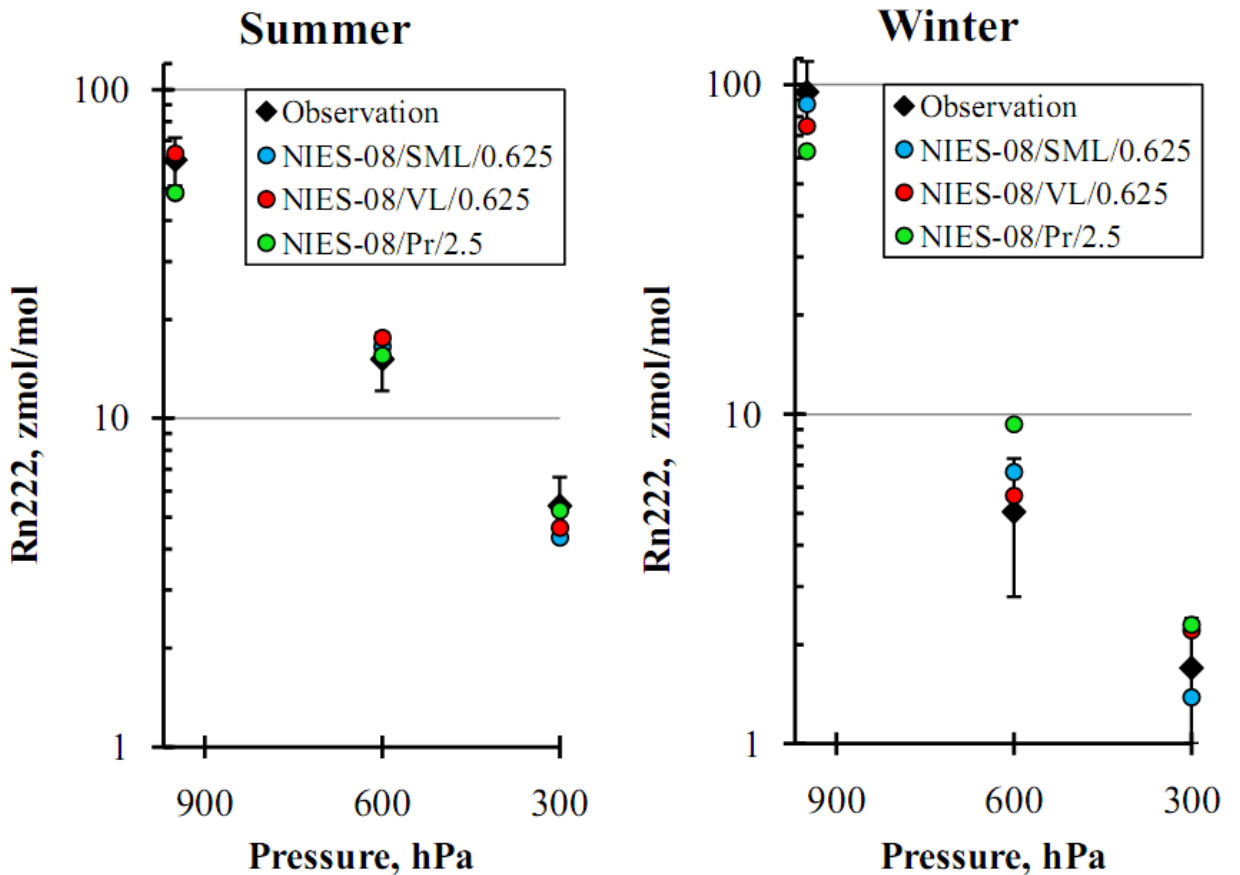 Summer
100
10
1
Rn222, zmol/mol
Observation
NIES-08/SML/0.625
NIES-08/VL/0.625
NIES-08/Pr/2.5
900 600 300
Pressure, hPa
Winter
100
10
1
Rn222, zmol/mol
Observation
NIES-08/SML/0.625
NIES-08/VL/0.625
NIES-08/Pr/2.5
900 600 300
Pressure, hPa